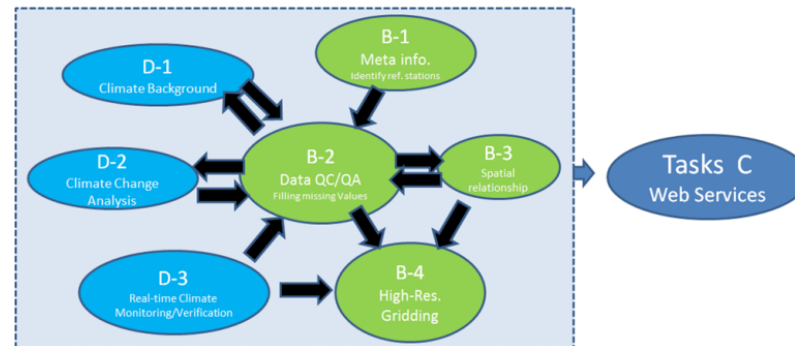 D-1
Climate Background
B-1
Meta info.
Identify ref. stations
D-2
Climate Change
Analysis
B-2
Data QC/QA
Filling missing Values
B-3
Spatial
relationship
Tasks C
Web Services
D-3
Real-time Climate
Monitoring/Verification
B-4
High-Res.
Gridding